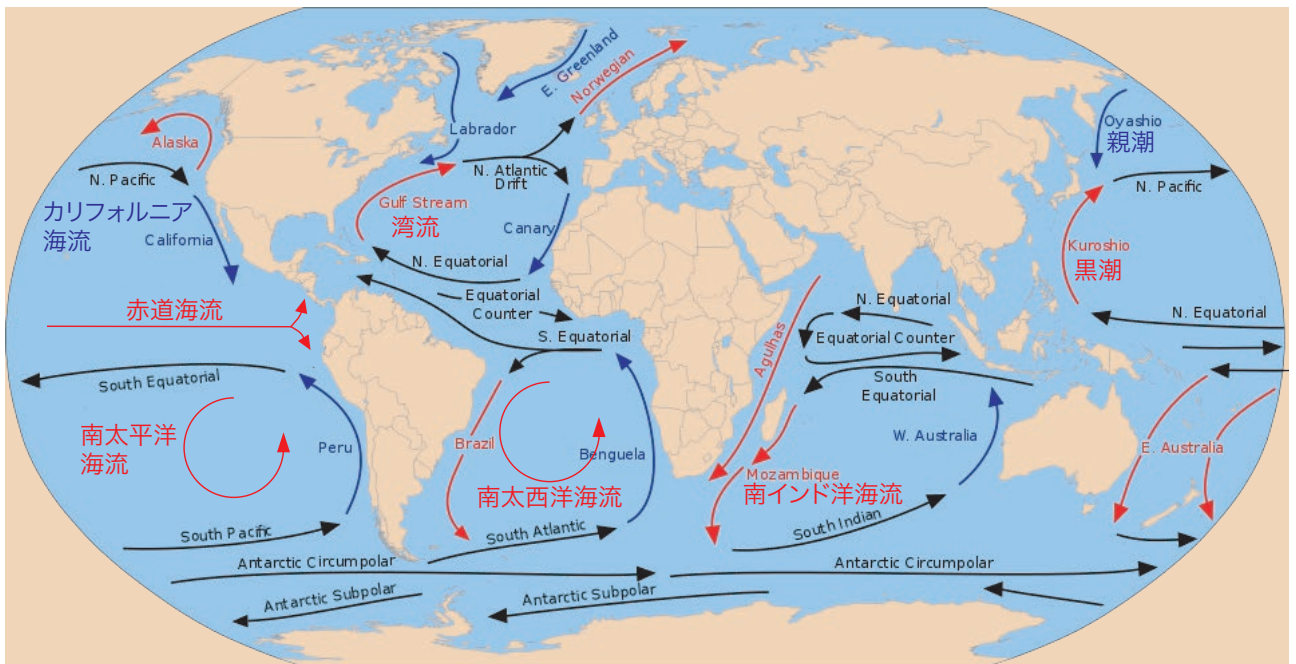 E. Greenland
Norwegian
Labrador
Alaska
N. Pacific
カリフォルニア
海流
California
N. Atlantic
Drift
Gulf Stream
湾流
Canary
N. Equatorial
Equatorial
Counter
S. Equatorial
赤道海流
South Equatorial
南太平洋
海流
Peru
Brazil
Benguela
南太西洋海流
South Pacific
South Atlantic
Antarctic Circumpolar
Antarctic Subpolar
Antarctic Subpolar
Oyashio
親潮
N. Pacific
Kuroshio
黒潮
N. Equatorial
N. Equatorial
Equatorial Counter
South
Equatorial
Agulhas
W. Australia
E. Australia
Mozambique
南インド洋海流
South Indian
Antarctic Circumpolar